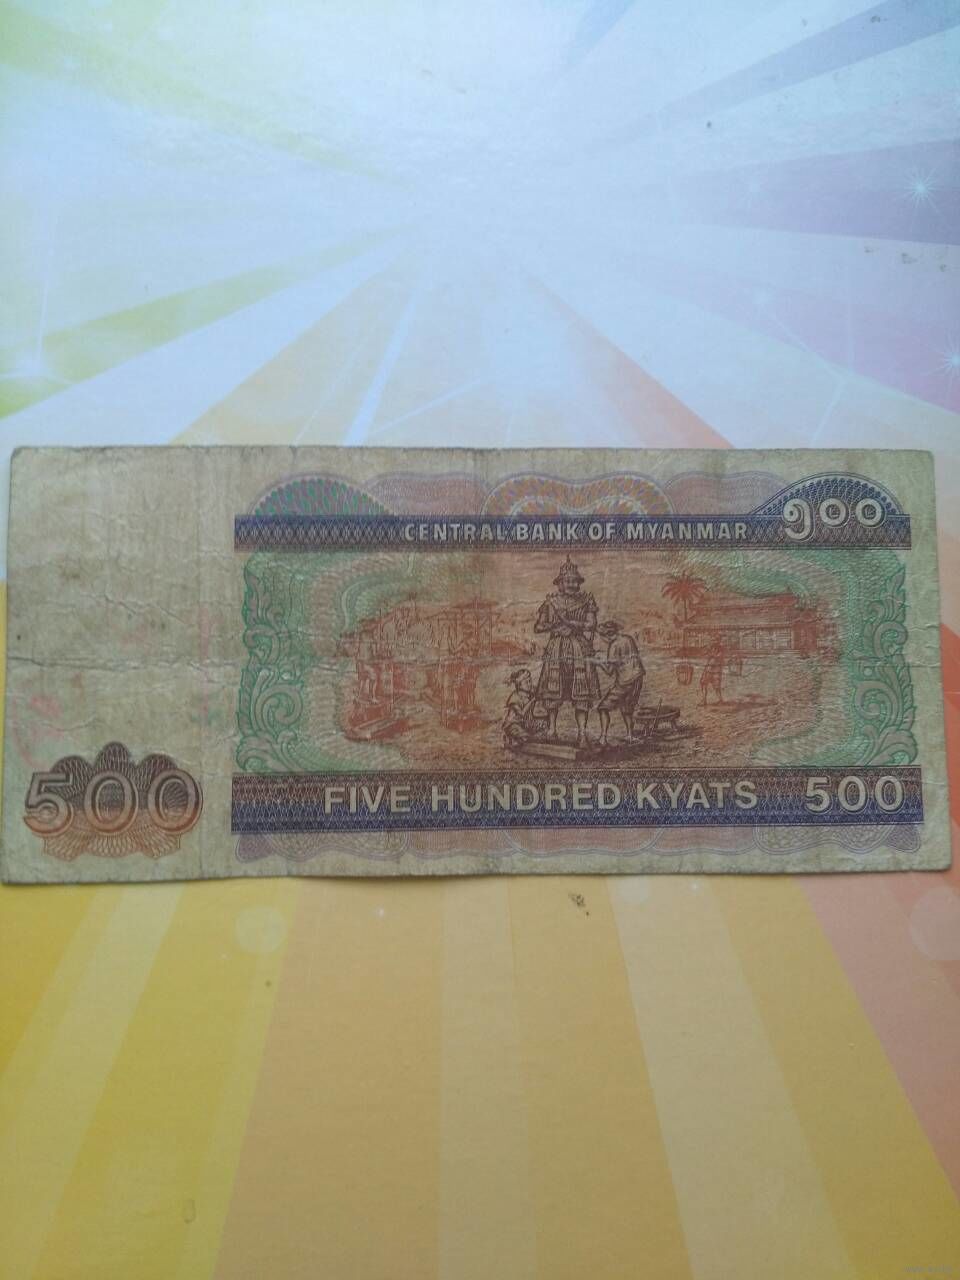 CENTRAL BANK OF MYANMAR
၅၀၀
FIVE HUNDRED KYATS 500
500